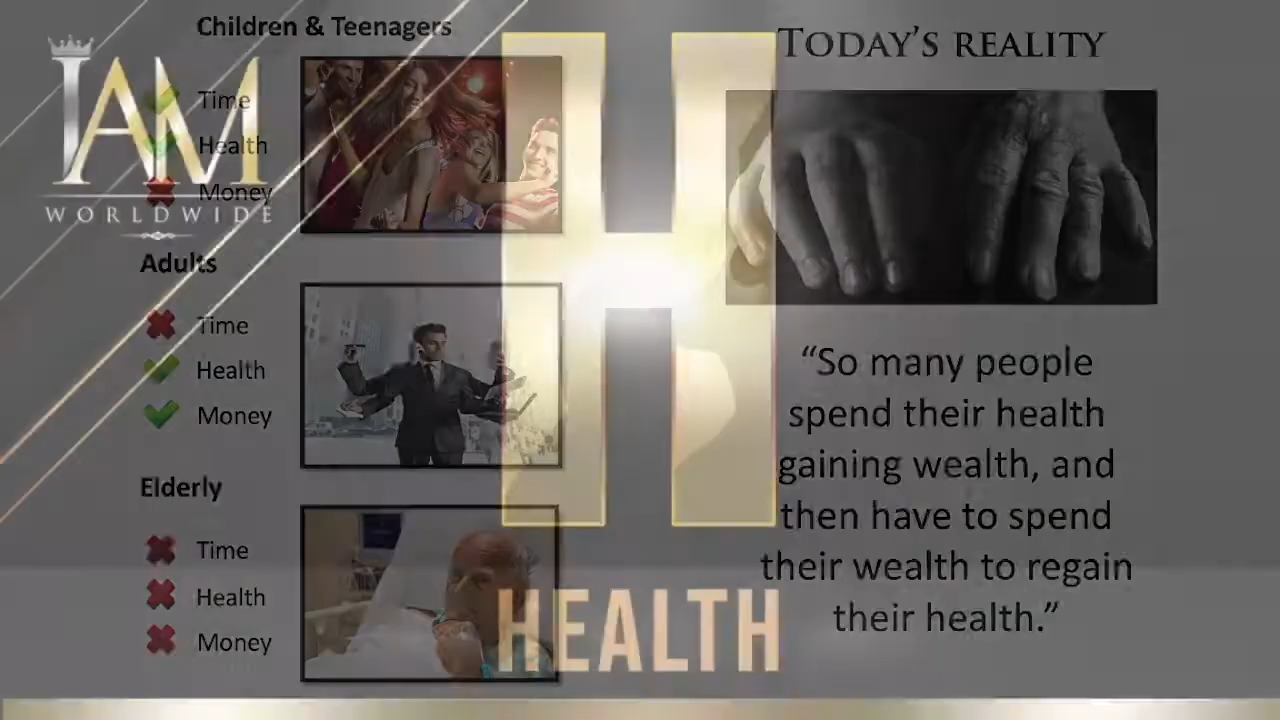 Children & Teenagers
Time
Health
Money
IAM
WORLDWIDE
Adults
Time
Health
Money
Elderly
Time
Health
Money
H
HEALTH
TODAY'S REALITY
“So many people
spend their health
gaining wealth, and
then have to spend
their wealth to regain
their health.”